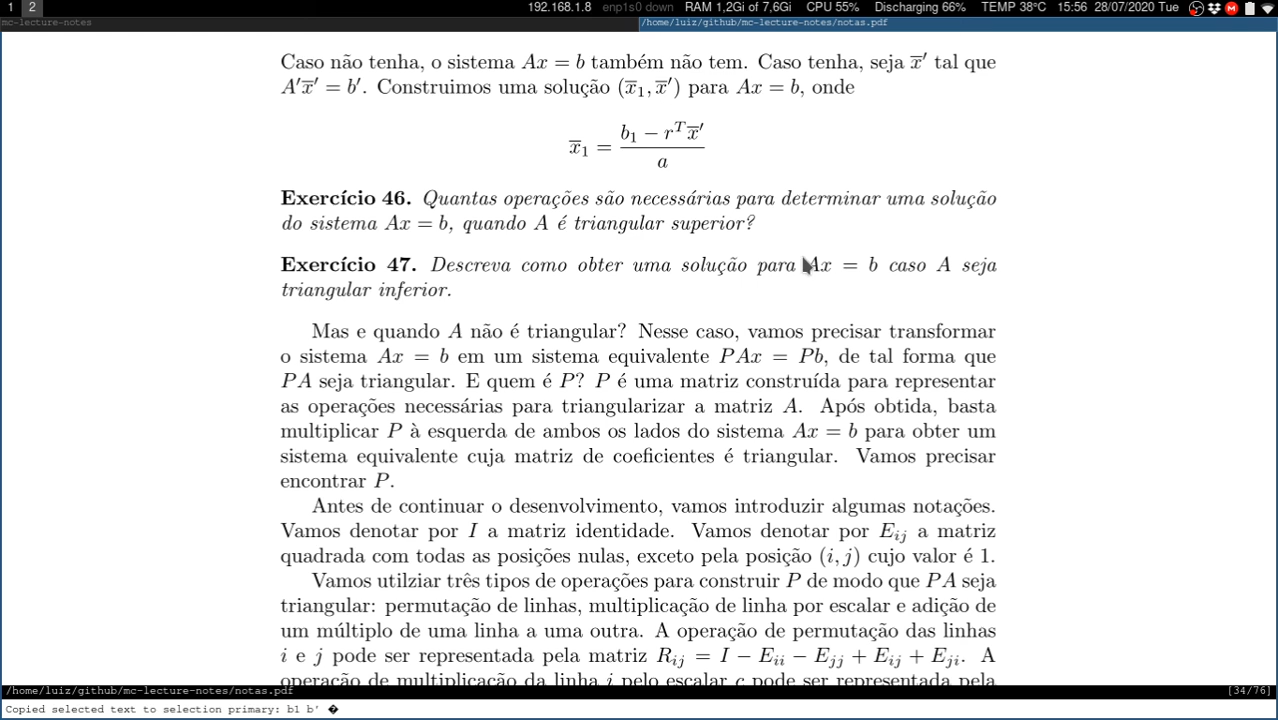 1 2 192.168.1.8 enp1s0 down RAM 1,2Gi of 7,6Gi CPU 55% Discharging 66% TEMP 38°C 15:56 28/07/2020 Tue
mc-lecture-notes /home/luiz/github/mc-lecture-notes/notas.pdf
Caso não tenha, o sistema Ax = b também não tem. Caso tenha, seja x̅′ tal que
A′x̅′ = b′. Construimos uma solução (x̅₁, x̅′) para Ax = b, onde
x̅₁ = (b₁ − rᵀx̅′) / a
Exercício 46. Quantas operações são necessárias para determinar uma solução
do sistema Ax = b, quando A é triangular superior?
Exercício 47. Descreva como obter uma solução para Ax = b caso A seja
triangular inferior.
Mas e quando A não é triangular? Nesse caso, vamos precisar transformar
o sistema Ax = b em um sistema equivalente PAx = Pb, de tal forma que
PA seja triangular. E quem é P? P é uma matriz construída para representar
as operações necessárias para triangularizar a matriz A. Após obtida, basta
multiplicar P à esquerda de ambos os lados do sistema Ax = b para obter um
sistema equivalente cuja matriz de coeficientes é triangular. Vamos precisar
encontrar P.
Antes de continuar o desenvolvimento, vamos introduzir algumas notações.
Vamos denotar por I a matriz identidade. Vamos denotar por Eᵢⱼ a matriz
quadrada com todas as posições nulas, exceto pela posição (i, j) cujo valor é 1.
Vamos utilziar três tipos de operações para construir P de modo que PA seja
triangular: permutação de linhas, multiplicação de linha por escalar e adição de
um múltiplo de uma linha a uma outra. A operação de permutação das linhas
i e j pode ser representada pela matriz Rᵢⱼ = I − Eᵢᵢ − Eⱼⱼ + Eᵢⱼ + Eⱼᵢ. A
operação de multiplicação da linha i pelo escalar c pode ser representada pela
/home/luiz/github/mc-lecture-notes/notas.pdf [34/76]
Copied selected text to selection primary: b1 b′ �